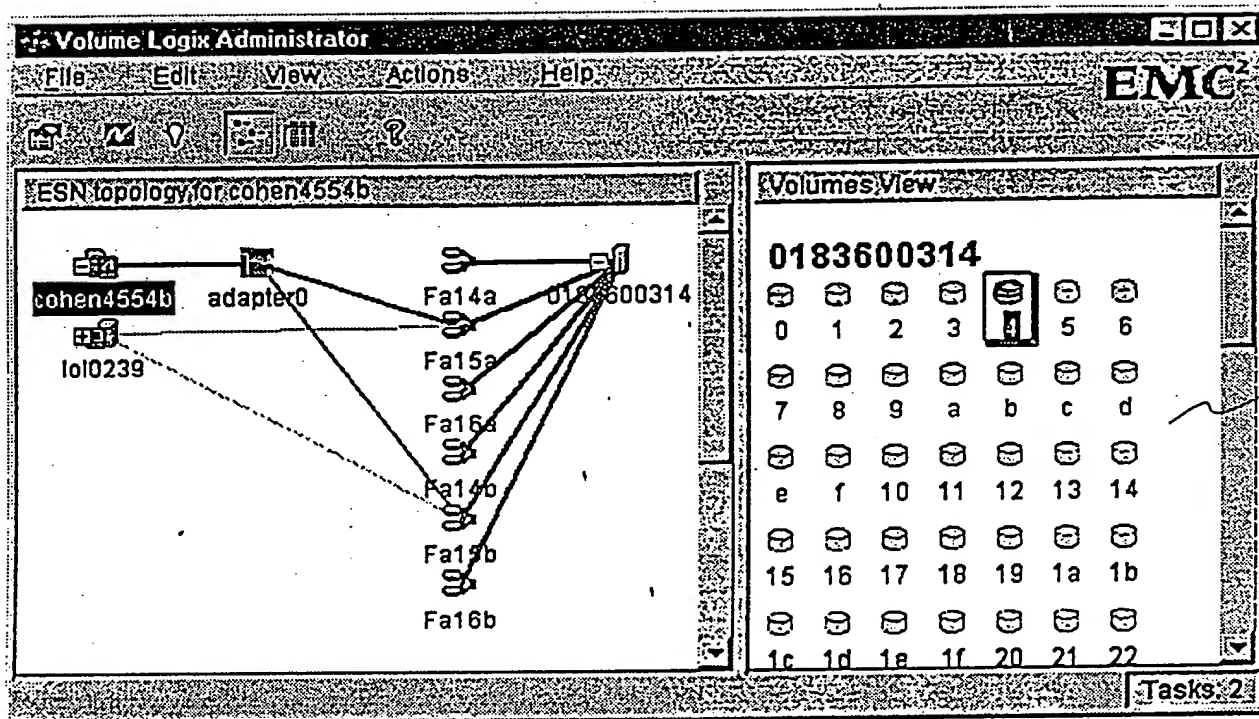 Volume Logix Administrator
File Edit View Actions Help
EMC2
ESN topology for cohen4554b
cohen4554b
adapter0
Fa14a
0183600314
lol0239
Fa15a
Fa16a
Fa14b
Fa15b
Fa16b
Volumes View
0183600314
0 1 2 3 4 5 6
7 8 9 a b c d
e f 10 11 12 13 14
15 16 17 18 19 1a 1b
1c 1d 1e 1f 20 21 22
Tasks: 2